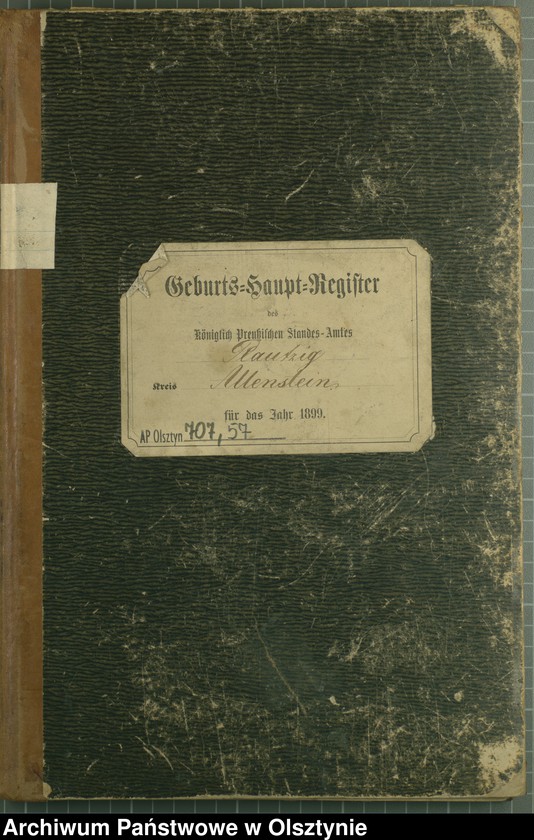 Geburts-Haupt-Register
des
Königlich Preußischen Standes-Amtes
Plautzig
Kreis Allenstein
für das Jahr 1899.
AP Olsztyn 707, 57
Archiwum Państwowe w Olsztynie